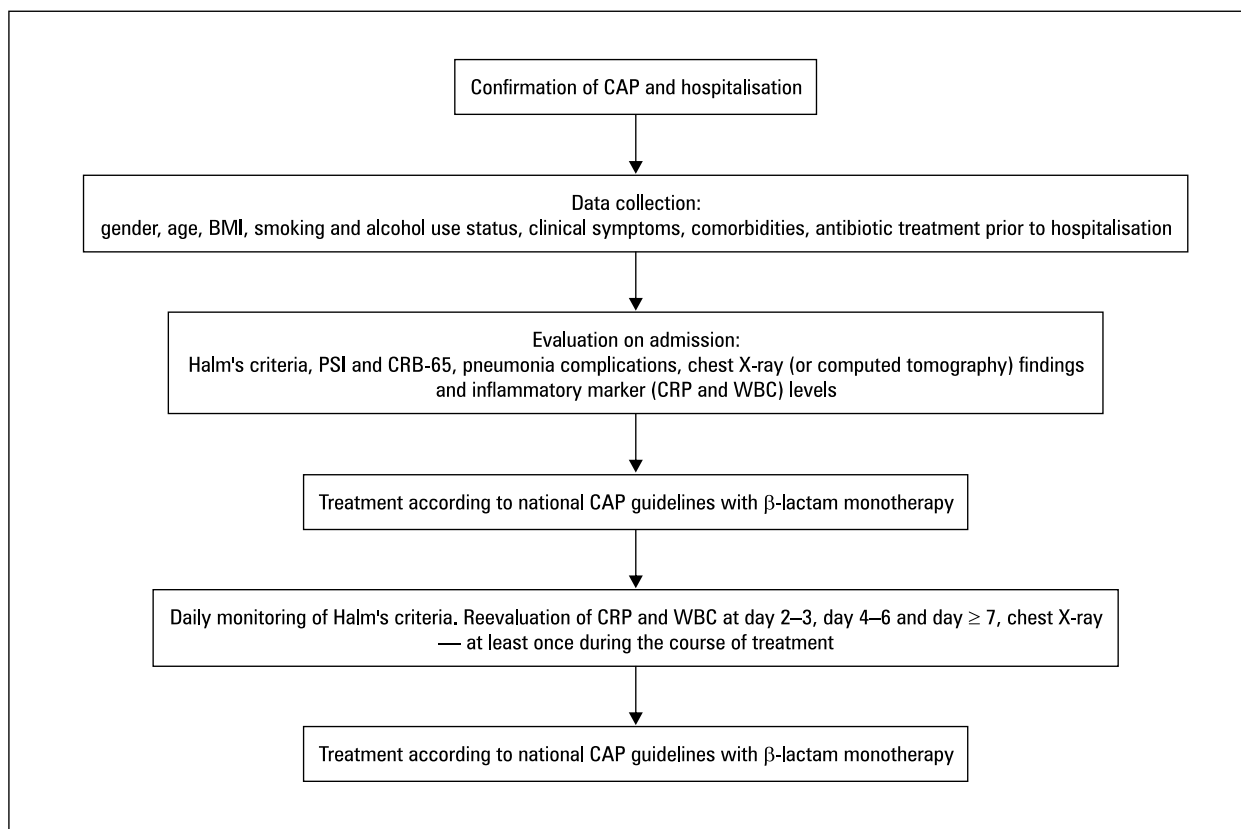 Confirmation of CAP and hospitalisation
Data collection:
gender, age, BMI, smoking and alcohol use status, clinical symptoms, comorbidities, antibiotic treatment prior to hospitalisation
Evaluation on admission:
Halm's criteria, PSI and CRB-65, pneumonia complications, chest X-ray (or computed tomography) findings
and inflammatory marker (CRP and WBC) levels
Treatment according to national CAP guidelines with β-lactam monotherapy
Daily monitoring of Halm's criteria. Reevaluation of CRP and WBC at day 2–3, day 4–6 and day ≥ 7, chest X-ray
— at least once during the course of treatment
Treatment according to national CAP guidelines with β-lactam monotherapy